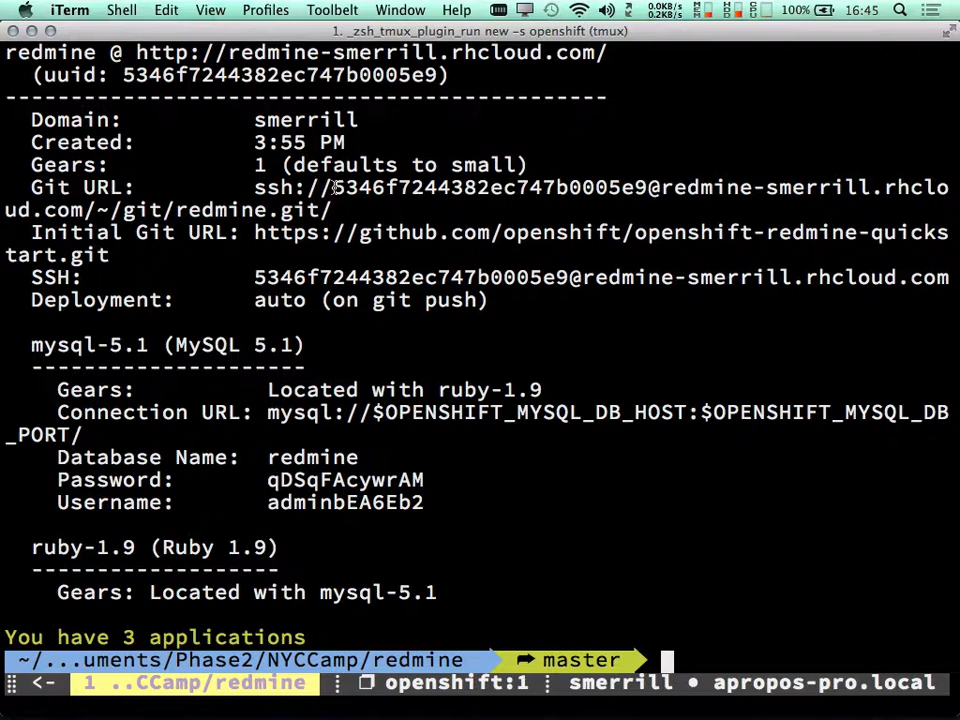 iTerm Shell Edit View Profiles Toolbelt Window Help 0.0KB/s 0.2KB/s 100% 16:45
1. _zsh_tmux_plugin_run new -s openshift (tmux)
redmine @ http://redmine-smerrill.rhcloud.com/
(uuid: 5346f7244382ec747b0005e9)
-----------------------------------------------
Domain: smerrill
Created: 3:55 PM
Gears: 1 (defaults to small)
Git URL: ssh://5346f7244382ec747b0005e9@redmine-smerrill.rhclo
ud.com/~/git/redmine.git/
Initial Git URL: https://github.com/openshift/openshift-redmine-quicks
tart.git
SSH: 5346f7244382ec747b0005e9@redmine-smerrill.rhcloud.com
Deployment: auto (on git push)
mysql-5.1 (MySQL 5.1)
---------------------
Gears: Located with ruby-1.9
Connection URL: mysql://$OPENSHIFT_MYSQL_DB_HOST:$OPENSHIFT_MYSQL_DB
_PORT/
Database Name: redmine
Password: qDSqFAcywrAM
Username: adminbEA6Eb2
ruby-1.9 (Ruby 1.9)
-------------------
Gears: Located with mysql-5.1
You have 3 applications
~/...uments/Phase2/NYCCamp/redmine master
<- 1 ..CCamp/redmine openshift:1 smerrill • apropos-pro.local